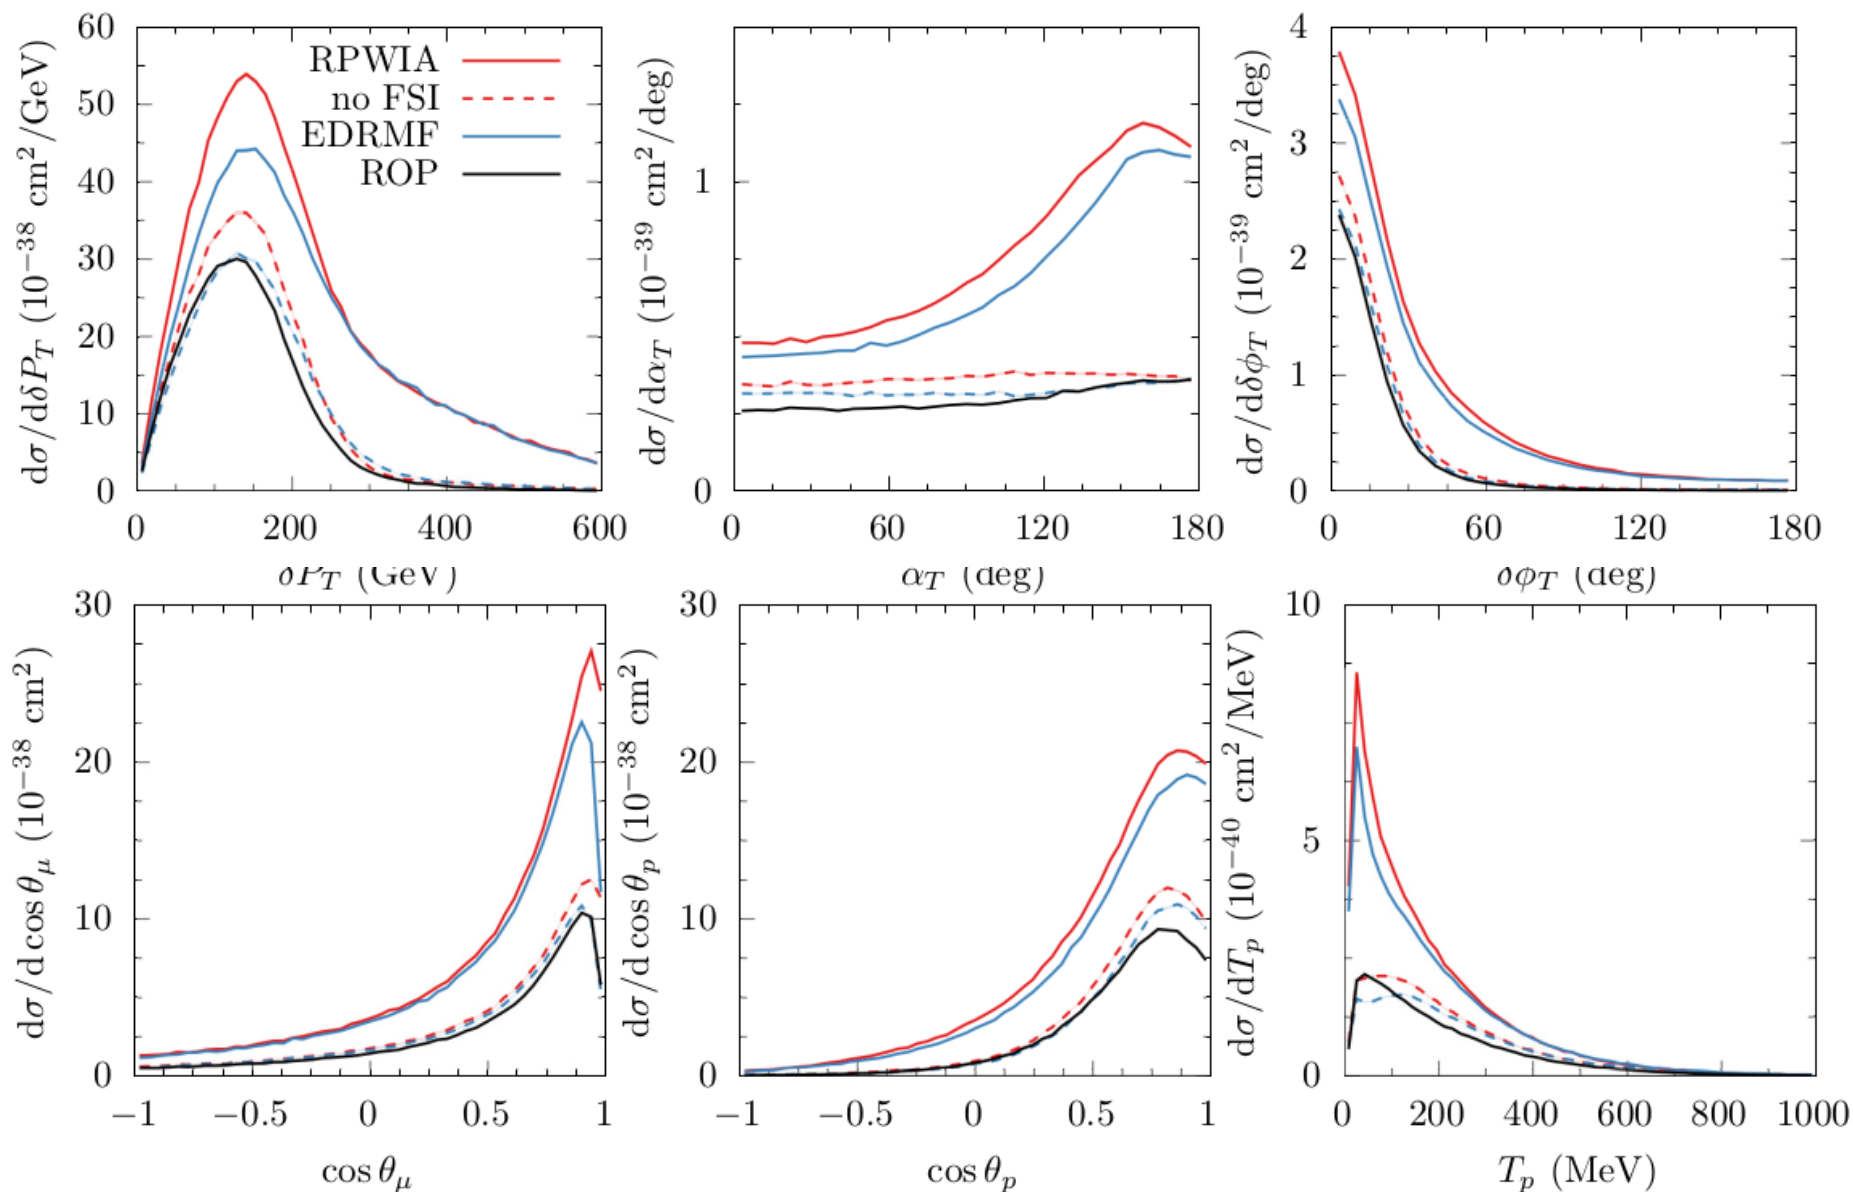 60
50
40
30
20
10
0
dσ/dδP_T (10^−38 cm^2/GeV)
RPWIA
no FSI
EDRMF
ROP
0 200 400 600
δP_T (GeV)
1
0
dσ/dα_T (10^−39 cm^2/deg)
0 60 120 180
α_T (deg)
4
3
2
1
0
dσ/dδϕ_T (10^−39 cm^2/deg)
0 60 120 180
δϕ_T (deg)
30
20
10
0
dσ/d cos θ_μ (10^−38 cm^2)
−1 −0.5 0 0.5 1
cos θ_μ
30
20
10
0
dσ/d cos θ_p (10^−38 cm^2)
−1 −0.5 0 0.5 1
cos θ_p
10
5
0
dσ/dT_p (10^−40 cm^2/MeV)
0 200 400 600 800 1000
T_p (MeV)